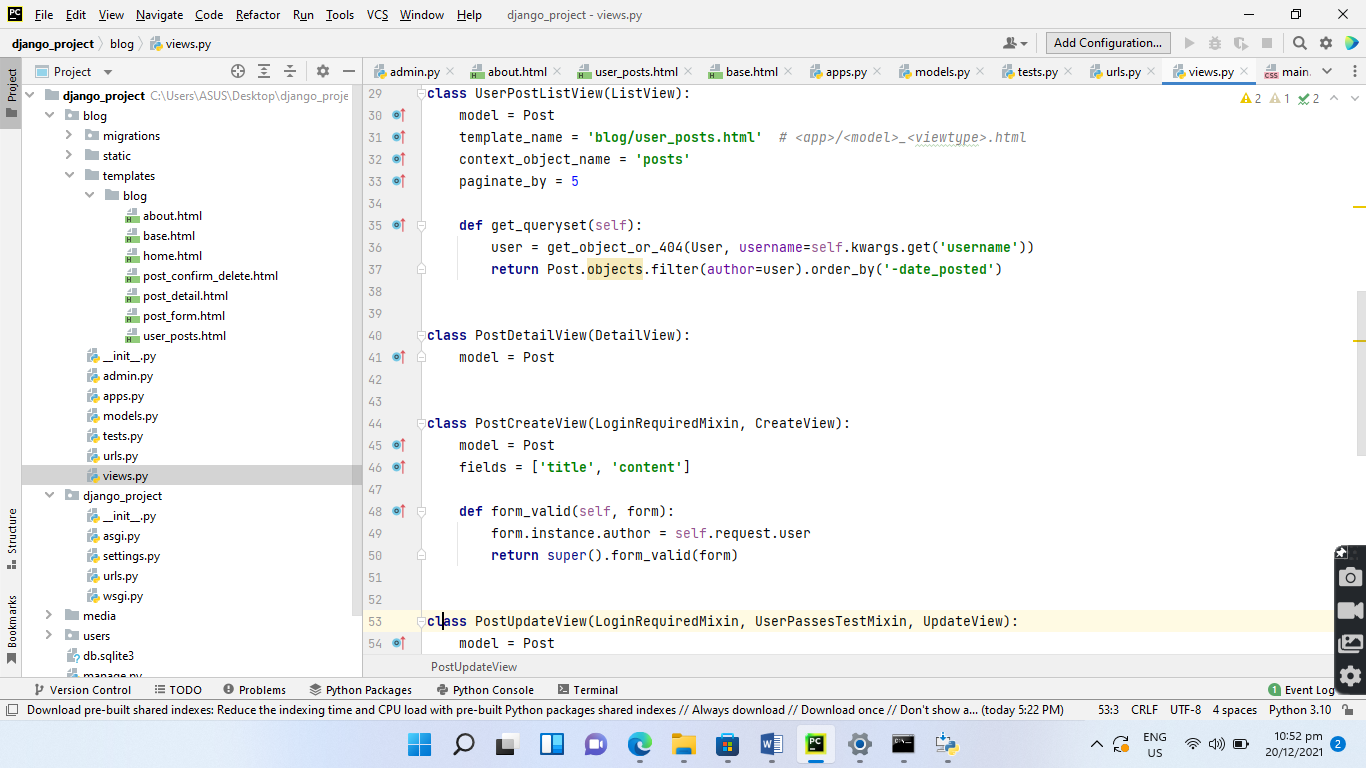 File Edit View Navigate Code Refactor Run Tools VCS Window Help django_project - views.py
django_project blog views.py Add Configuration...
Project
Project
admin.py about.html user_posts.html base.html apps.py models.py tests.py urls.py views.py main.
django_project C:\Users\ASUS\Desktop\django_proje
blog
migrations
static
templates
blog
about.html
base.html
home.html
post_confirm_delete.html
post_detail.html
post_form.html
user_posts.html
__init__.py
admin.py
apps.py
models.py
tests.py
urls.py
views.py
django_project
__init__.py
asgi.py
settings.py
urls.py
wsgi.py
media
users
db.sqlite3
manage.py
Structure
Bookmarks
2 1 2
29 class UserPostListView(ListView):
30 model = Post
31 template_name = 'blog/user_posts.html' # <app>/<model>_<viewtype>.html
32 context_object_name = 'posts'
33 paginate_by = 5
34
35 def get_queryset(self):
36 user = get_object_or_404(User, username=self.kwargs.get('username'))
37 return Post.objects.filter(author=user).order_by('-date_posted')
38
39
40 class PostDetailView(DetailView):
41 model = Post
42
43
44 class PostCreateView(LoginRequiredMixin, CreateView):
45 model = Post
46 fields = ['title', 'content']
47
48 def form_valid(self, form):
49 form.instance.author = self.request.user
50 return super().form_valid(form)
51
52
53 class PostUpdateView(LoginRequiredMixin, UserPassesTestMixin, UpdateView):
54 model = Post
PostUpdateView
Version Control TODO Problems Python Packages Python Console Terminal 1 Event Log
Download pre-built shared indexes: Reduce the indexing time and CPU load with pre-built Python packages shared indexes // Always download // Download once // Don't show a... (today 5:22 PM) 53:3 CRLF UTF-8 4 spaces Python 3.10
ENG
US
10:52 pm
20/12/2021
2